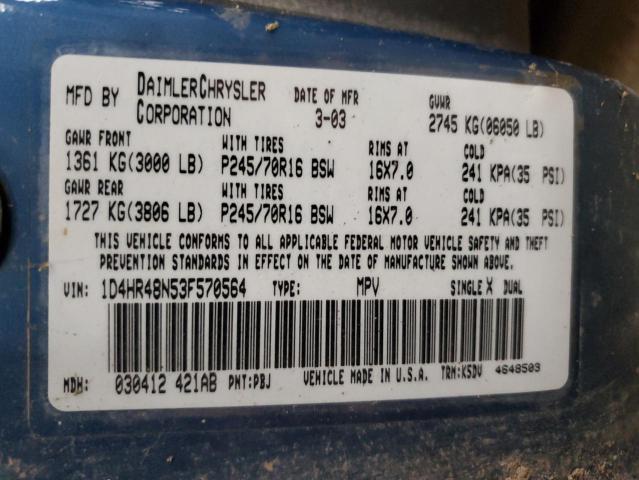 MFD BY DAIMLERCHRYSLER CORPORATION DATE OF MFR 3-03 GVWR 2745 KG(06050 LB)
GAWR FRONT WITH TIRES RIMS AT COLD
1361 KG(3000 LB) P245/70R16 BSW 16X7.0 241 KPA(35 PSI)
GAWR REAR WITH TIRES RIMS AT COLD
1727 KG(3806 LB) P245/70R16 BSW 16X7.0 241 KPA(35 PSI)
THIS VEHICLE CONFORMS TO ALL APPLICABLE FEDERAL MOTOR VEHICLE SAFETY AND THEFT
PREVENTION STANDARDS IN EFFECT ON THE DATE OF MANUFACTURE SHOWN ABOVE.
VIN: 1D4HR48N53F570564 TYPE: MPV SINGLE X DUAL
MDH: 030412 421AB PNT:PBJ VEHICLE MADE IN U.S.A. TRM:K5DV 4648503